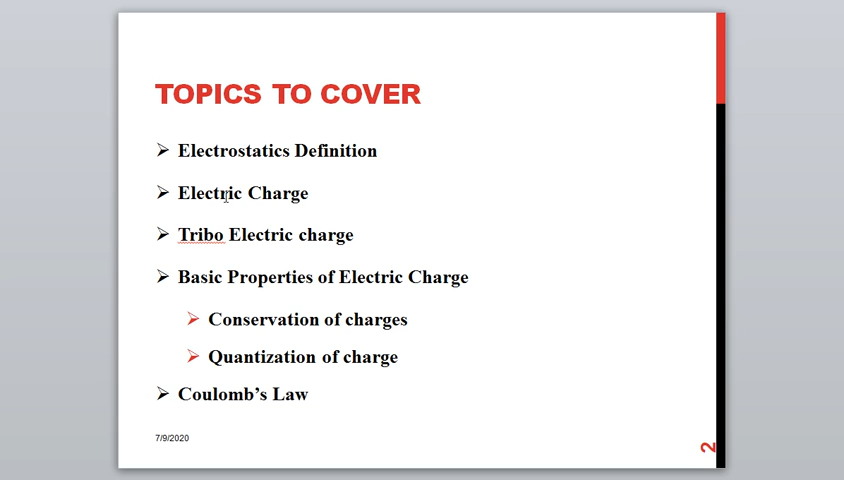 TOPICS TO COVER
Electrostatics Definition
Electric Charge
Tribo Electric charge
Basic Properties of Electric Charge
Conservation of charges
Quantization of charge
Coulomb’s Law
7/9/2020
2